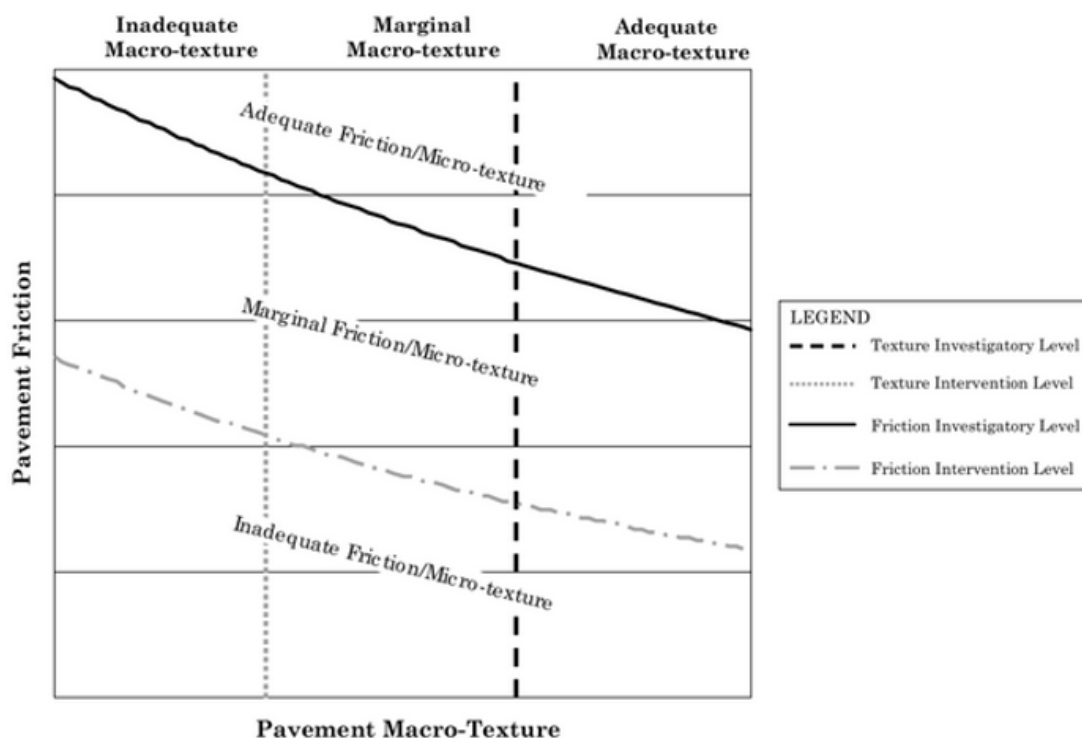 Inadequate
Macro-texture
Marginal
Macro-texture
Adequate
Macro-texture
Adequate Friction/Micro-texture
Marginal Friction/Micro-texture
Inadequate Friction/Micro-texture
Pavement Friction
Pavement Macro-Texture
LEGEND
Texture Investigatory Level
Texture Intervention Level
Friction Investigatory Level
Friction Intervention Level